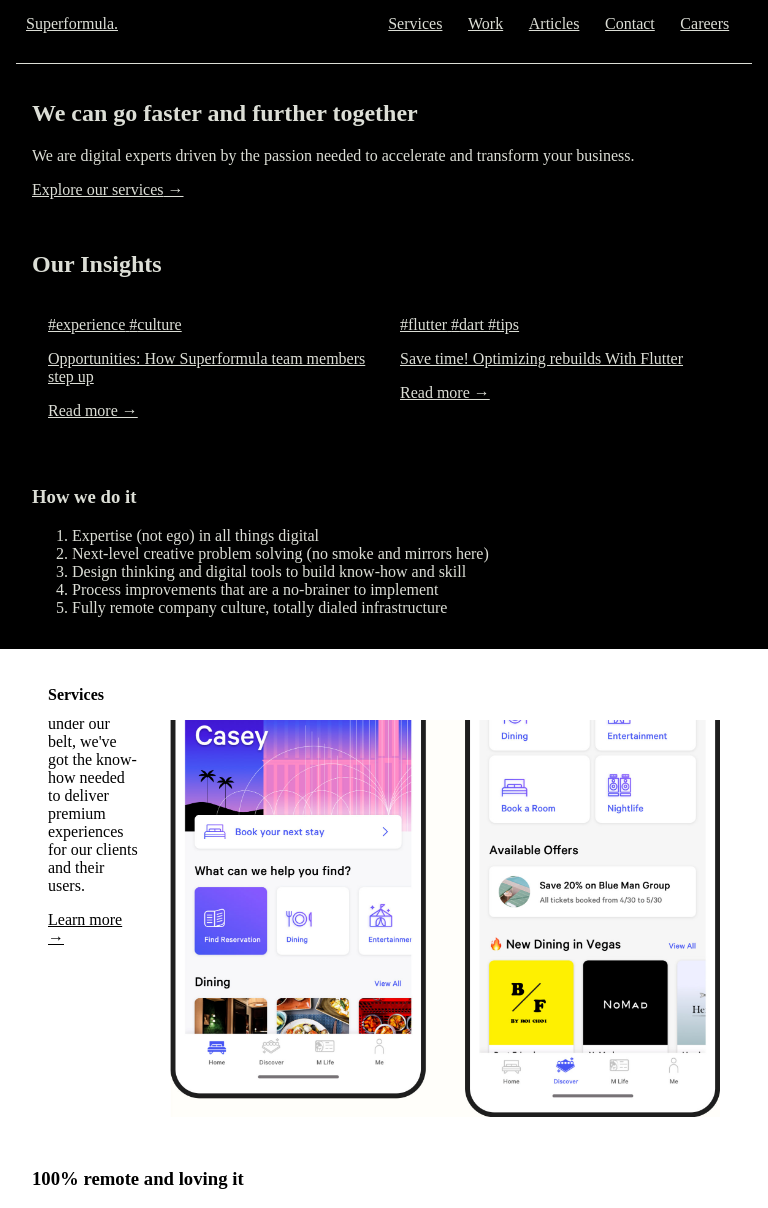 Superformula.
Services Work Articles Contact Careers
We can go faster and further together
We are digital experts driven by the passion needed to accelerate and transform your business.
Explore our services →
Our Insights
#experience #culture
Opportunities: How Superformula team members
step up
Read more →
#flutter #dart #tips
Save time! Optimizing rebuilds With Flutter
Read more →
How we do it
1. Expertise (not ego) in all things digital
2. Next-level creative problem solving (no smoke and mirrors here)
3. Design thinking and digital tools to build know-how and skill
4. Process improvements that are a no-brainer to implement
5. Fully remote company culture, totally dialed infrastructure
Services
under our
belt, we've
got the know-
how needed
to deliver
premium
experiences
for our clients
and their
users.
Learn more
→
Casey
Book your next stay
What can we help you find?
Find Reservation
Dining
Entertainmen
Dining
View All
Home
Discover
M Life
Me
Dining
Entertainment
Book a Room
Nightlife
Available Offers
Save 20% on Blue Man Group
All tickets booked from 4/30 to 5/30
🔥 New Dining in Vegas
View All
B/F
BY ROI CHOI
NOMAD
Home
Discover
M Life
Me
100% remote and loving it